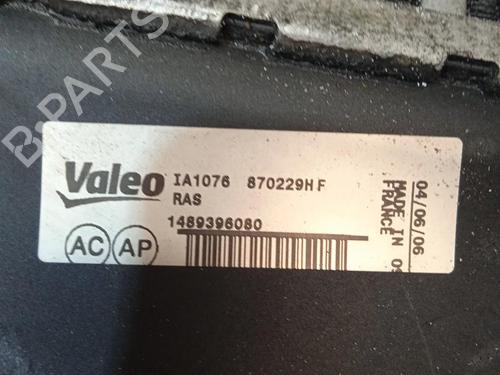 B-PARTS
Valeo
IA1076 870229H F
RAS
1489396080
AC AP
04/06/06
MADE IN
FRANCE